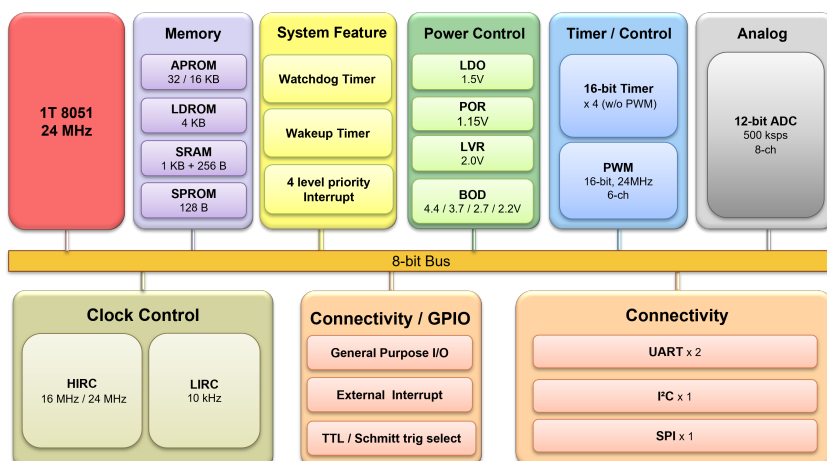 1T 8051
24 MHz
Memory
APROM
32 / 16 KB
LDROM
4 KB
SRAM
1 KB + 256 B
SPROM
128 B
System Feature
Watchdog Timer
Wakeup Timer
4 level priority
Interrupt
Power Control
LDO
1.5V
POR
1.15V
LVR
2.0V
BOD
4.4 / 3.7 / 2.7 / 2.2V
Timer / Control
16-bit Timer
x 4 (w/o PWM)
PWM
16-bit, 24MHz
6-ch
Analog
12-bit ADC
500 ksps
8-ch
8-bit Bus
Clock Control
HIRC
16 MHz / 24 MHz
LIRC
10 kHz
Connectivity / GPIO
General Purpose I/O
External Interrupt
TTL / Schmitt trig select
Connectivity
UART x 2
I²C x 1
SPI x 1